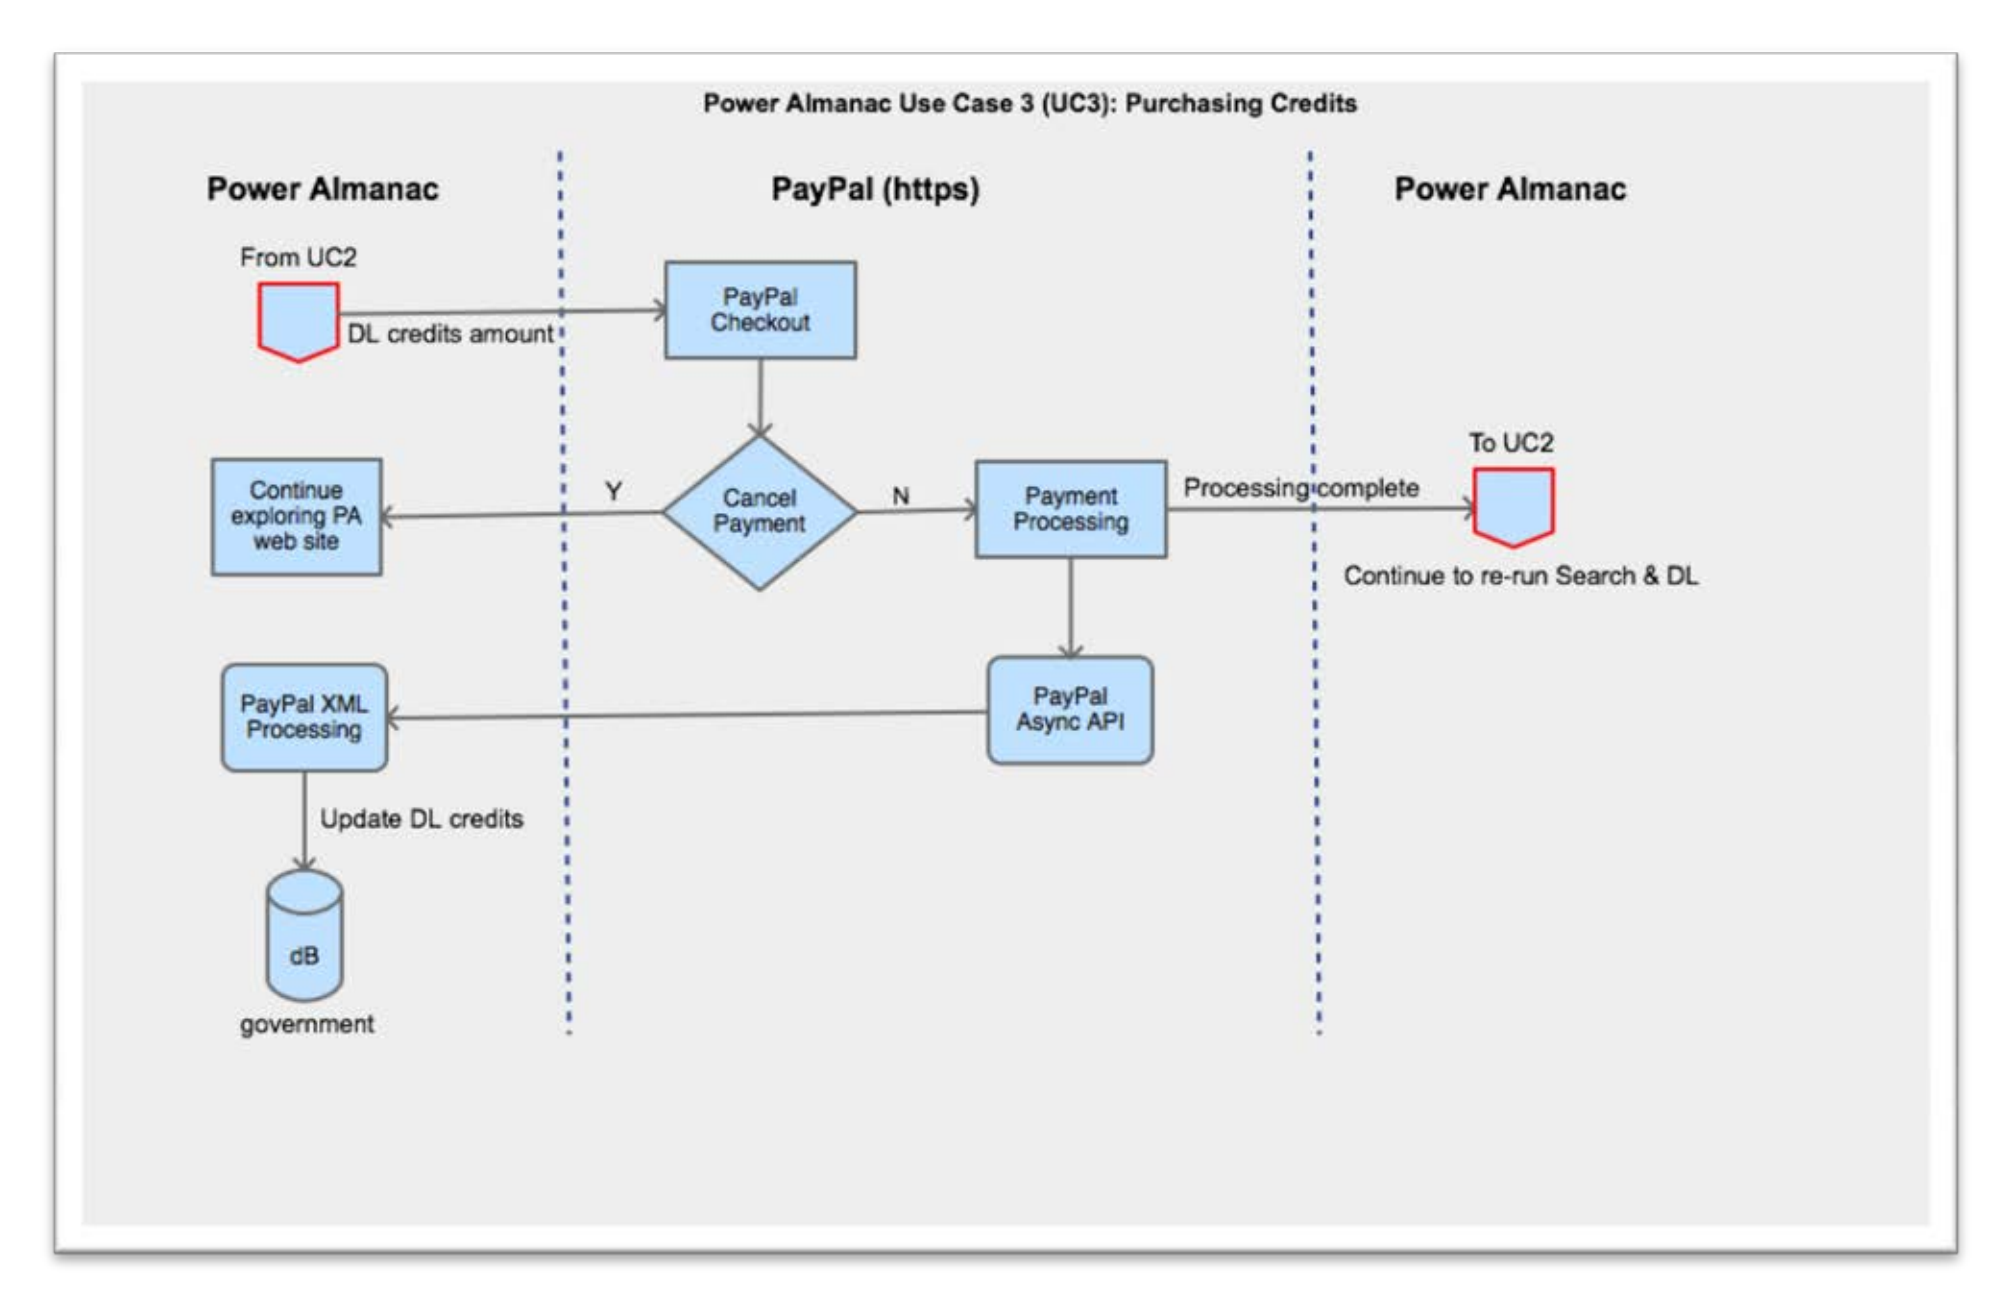 Power Almanac Use Case 3 (UC3): Purchasing Credits
Power Almanac
PayPal (https)
Power Almanac
From UC2
DL credits amount
PayPal
Checkout
Continue
exploring PA
web site
Y
Cancel
Payment
N
Payment
Processing
Processing complete
To UC2
Continue to re-run Search & DL
PayPal XML
Processing
PayPal
Async API
Update DL credits
dB
government